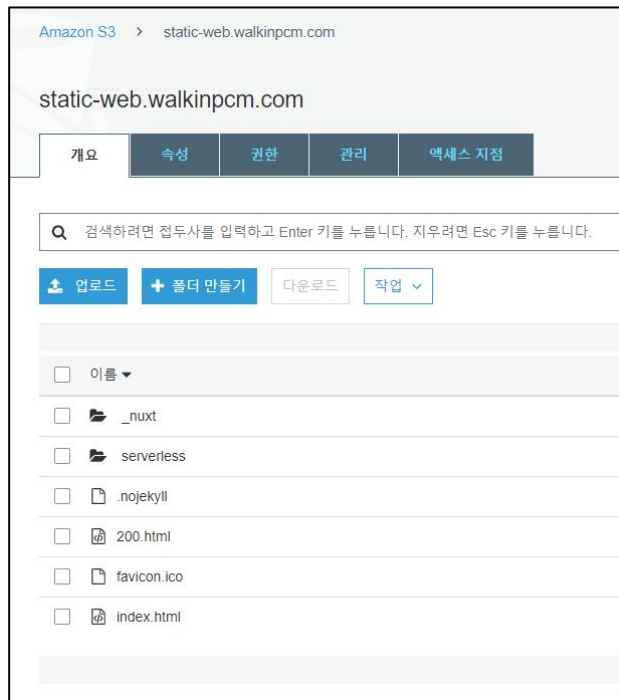 Amazon S3 > static-web.walkinpcm.com
static-web.walkinpcm.com
개요 속성 권한 관리 액세스 지점
검색하려면 접두사를 입력하고 Enter 키를 누릅니다. 지우려면 Esc 키를 누릅니다.
업로드 + 폴더 만들기 다운로드 작업
이름
_nuxt
serverless
.nojekyll
200.html
favicon.ico
index.html